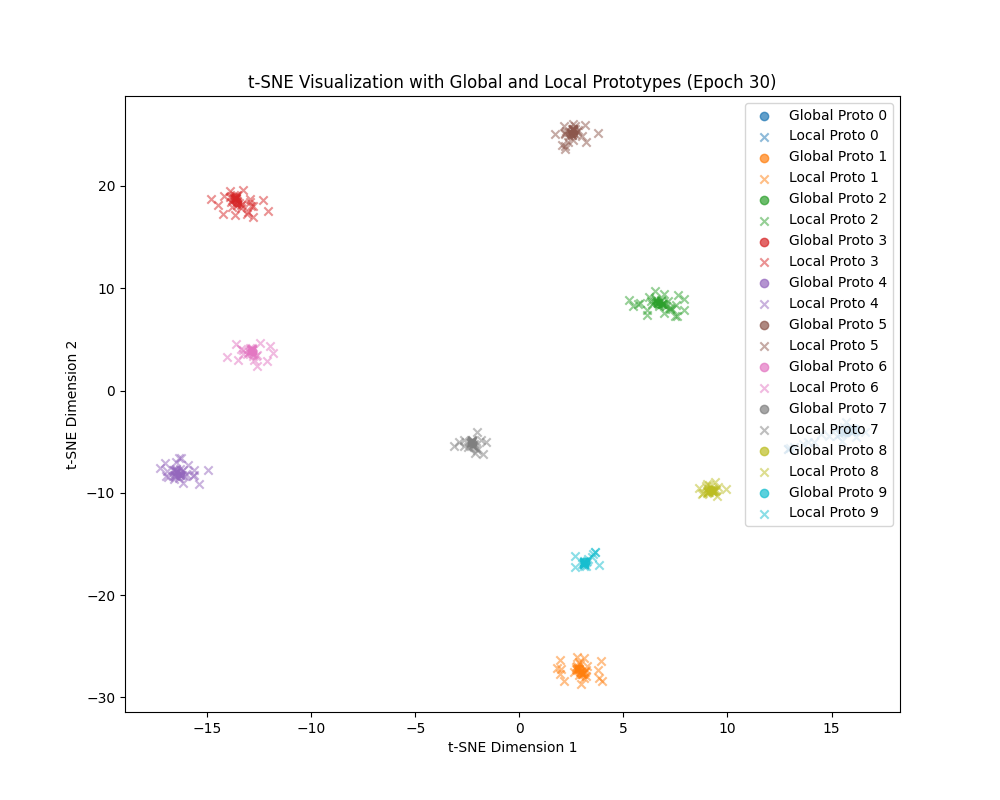 t-SNE Visualization with Global and Local Prototypes (Epoch 30)
Global Proto 0
Local Proto 0
Global Proto 1
Local Proto 1
Global Proto 2
Local Proto 2
Global Proto 3
Local Proto 3
Global Proto 4
Local Proto 4
Global Proto 5
Local Proto 5
Global Proto 6
Local Proto 6
Global Proto 7
Local Proto 7
Global Proto 8
Local Proto 8
Global Proto 9
Local Proto 9
t-SNE Dimension 2
20
10
0
−10
−20
−30
−15
−10
−5
0
5
10
15
t-SNE Dimension 1